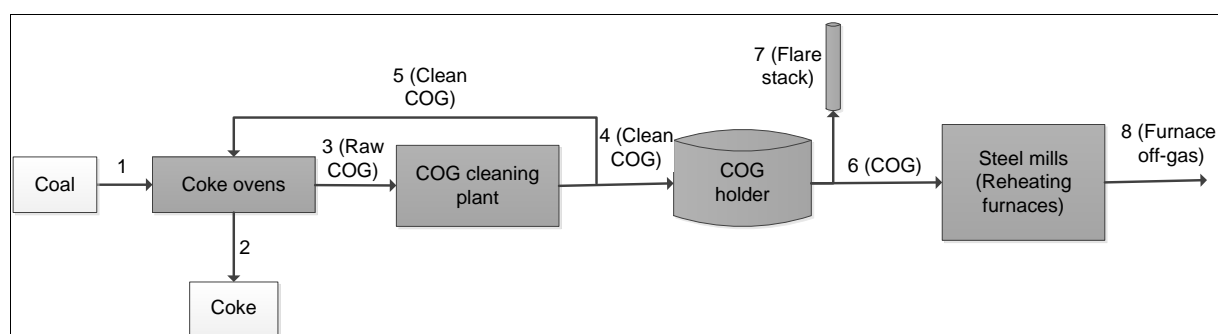 Coal
1
Coke ovens
2
Coke
3 (Raw
COG)
5 (Clean
COG)
COG cleaning
plant
4 (Clean
COG)
COG
holder
7 (Flare
stack)
6 (COG)
Steel mills
(Reheating
furnaces)
8 (Furnace
off-gas)